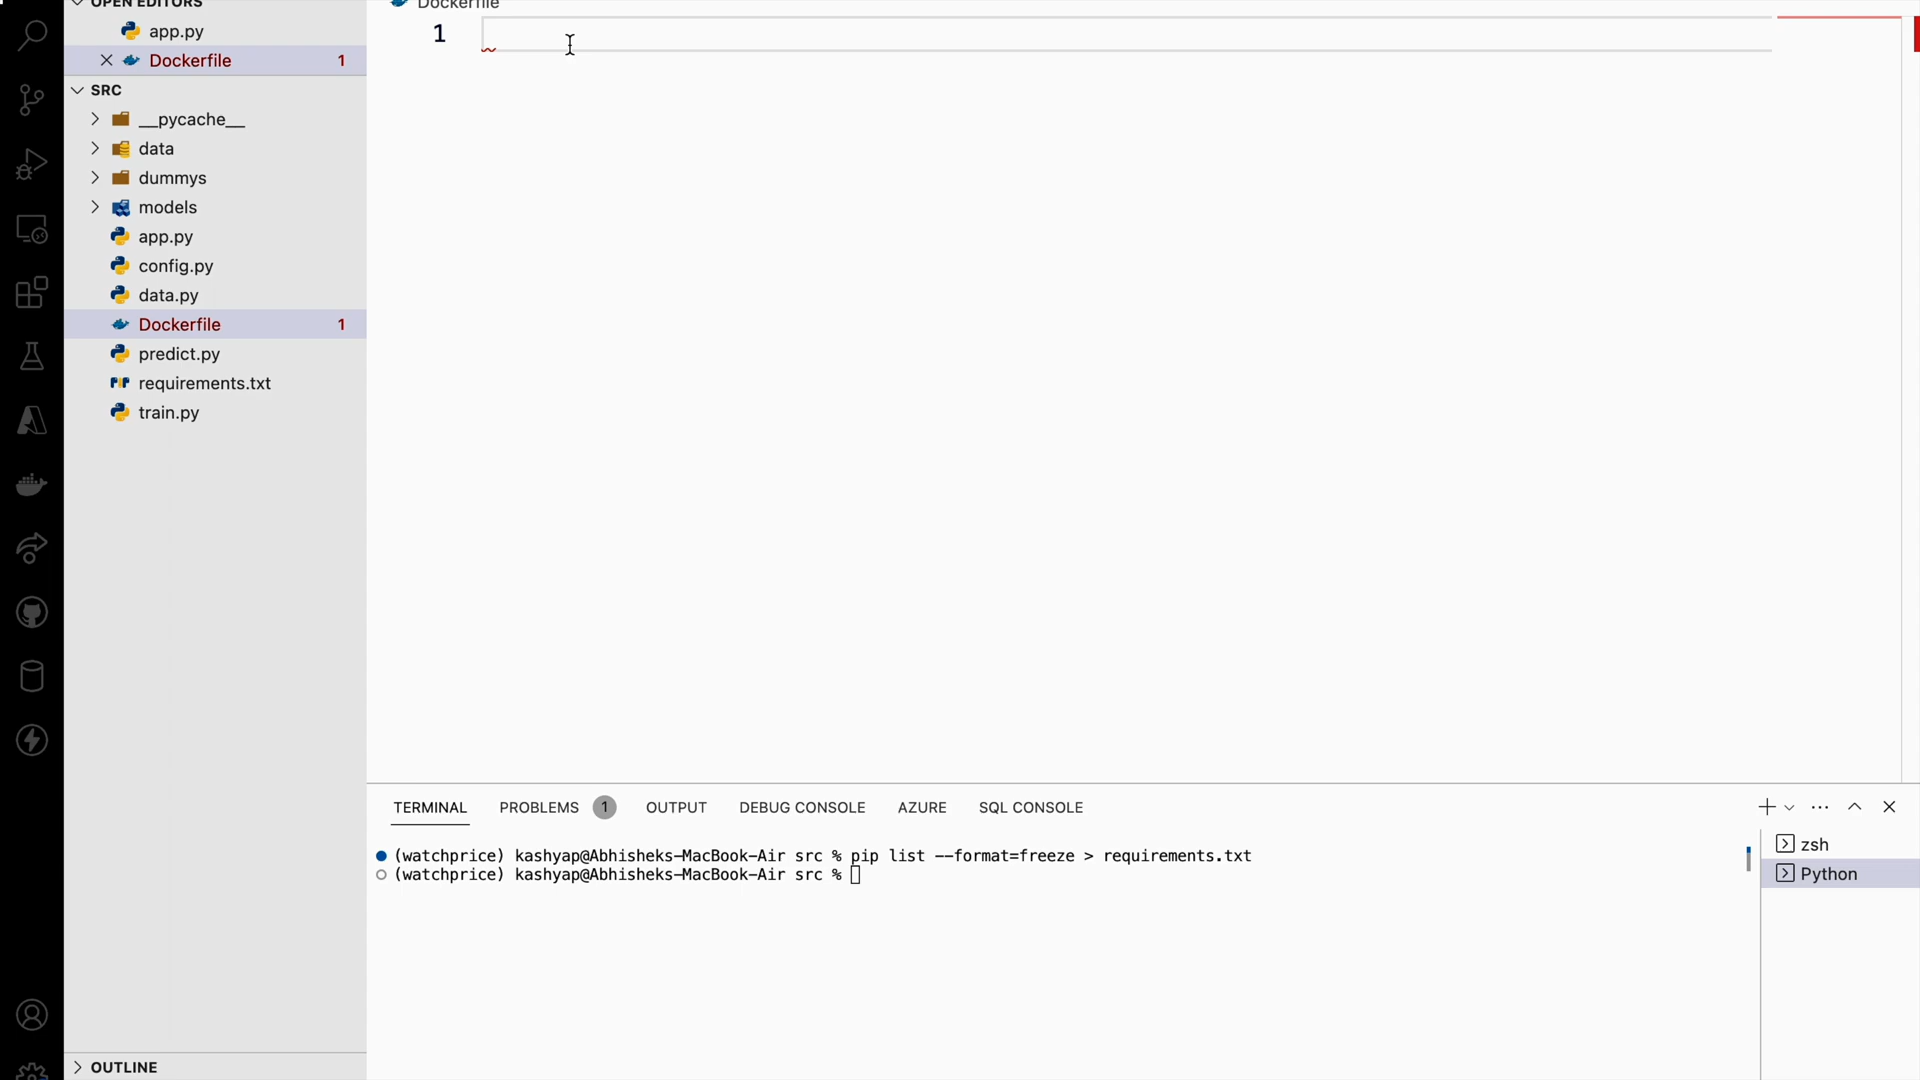 OPEN EDITORS
app.py
Dockerfile 1
SRC
__pycache__
data
dummys
models
app.py
config.py
data.py
Dockerfile 1
predict.py
requirements.txt
train.py
OUTLINE
Dockerfile
1
TERMINAL PROBLEMS 1 OUTPUT DEBUG CONSOLE AZURE SQL CONSOLE
(watchprice) kashyap@Abhisheks-MacBook-Air src % pip list --format=freeze > requirements.txt
(watchprice) kashyap@Abhisheks-MacBook-Air src %
zsh
Python